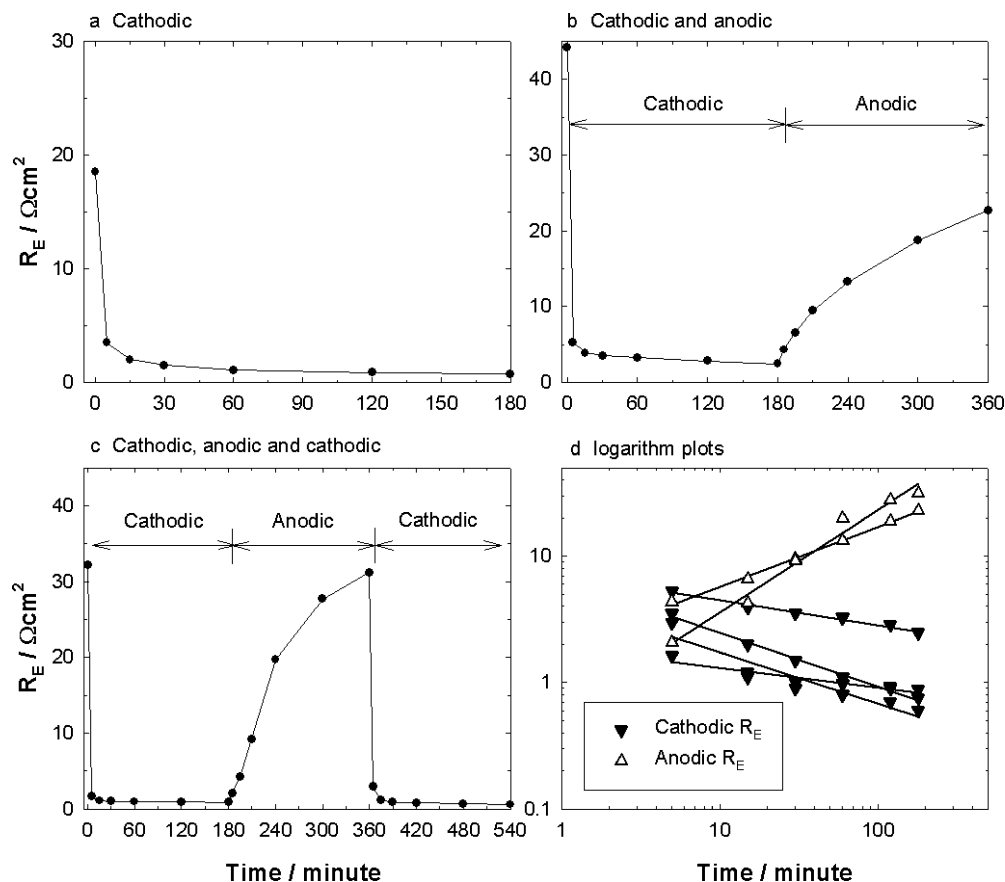 a Cathodic
30
20
10
0
0 30 60 90 120 150 180
R_E / Ωcm²
b Cathodic and anodic
Cathodic Anodic
40
30
20
10
0
0 60 120 180 240 300 360
c Cathodic, anodic and cathodic
Cathodic Anodic Cathodic
40
30
20
10
0
0 60 120 180 240 300 360 420 480 540
R_E / Ωcm²
Time / minute
d logarithm plots
10
1
0.1
Cathodic R_E
Anodic R_E
1 10 100
Time / minute